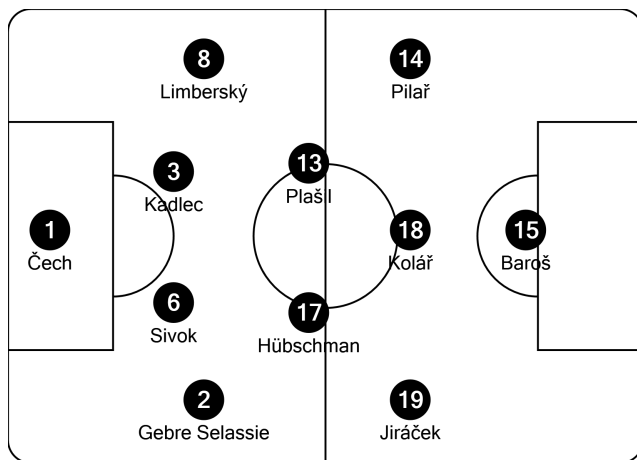 8
Limberský
14
Pilař
3
Kadlec
13
Plašil
1
Čech
18
Kolář
15
Baroš
6
Sivok
17
Hübschman
2
Gebre Selassie
19
Jiráček